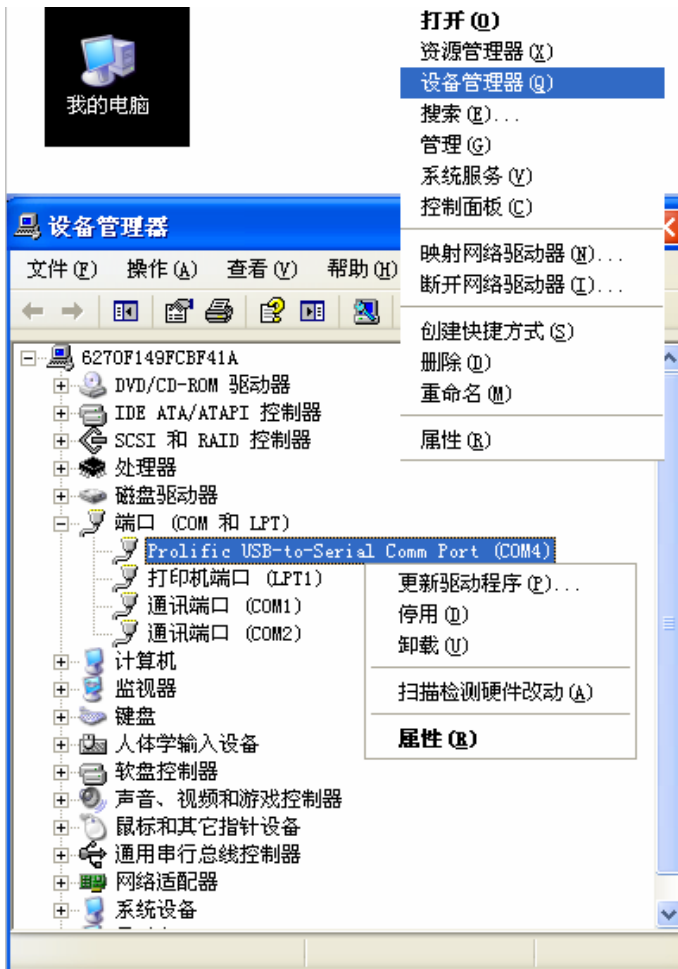 我的电脑
打开(O)
资源管理器(X)
设备管理器(Q)
搜索(E)...
管理(G)
系统服务(V)
控制面板(C)
映射网络驱动器(N)...
断开网络驱动器(I)...
创建快捷方式(S)
删除(D)
重命名(M)
属性(R)
设备管理器
文件(F) 操作(A) 查看(V) 帮助(H)
6270F149FCBF41A
DVD/CD-ROM 驱动器
IDE ATA/ATAPI 控制器
SCSI 和 RAID 控制器
处理器
磁盘驱动器
端口 (COM 和 LPT)
Prolific USB-to-Serial Comm Port (COM4)
打印机端口 (LPT1)
通讯端口 (COM1)
通讯端口 (COM2)
计算机
监视器
键盘
人体学输入设备
软盘控制器
声音、视频和游戏控制器
鼠标和其它指针设备
通用串行总线控制器
网络适配器
系统设备
更新驱动程序(P)...
停用(D)
卸载(U)
扫描检测硬件改动(A)
属性(R)